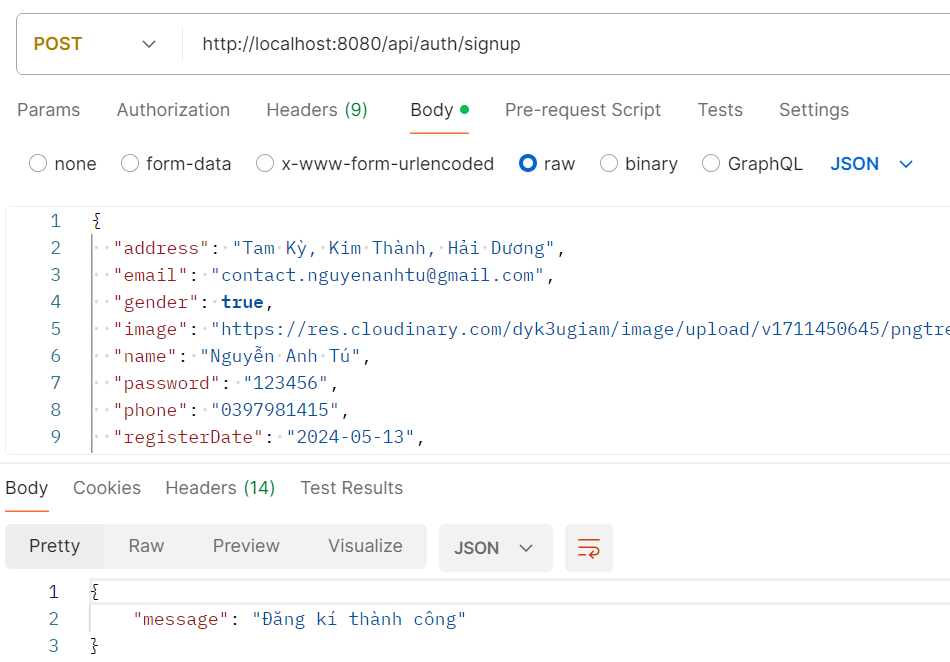 POST http://localhost:8080/api/auth/signup
Params Authorization Headers (9) Body Pre-request Script Tests Settings
none form-data x-www-form-urlencoded raw binary GraphQL JSON
1 {
2 "address": "Tam Kỳ, Kim Thành, Hải Dương",
3 "email": "contact.nguyenanhtu@gmail.com",
4 "gender": true,
5 "image": "https://res.cloudinary.com/dyk3ugiam/image/upload/v1711450645/pngtre
6 "name": "Nguyễn Anh Tú",
7 "password": "123456",
8 "phone": "0397981415",
9 "registerDate": "2024-05-13",
Body Cookies Headers (14) Test Results
Pretty Raw Preview Visualize JSON
1 {
2 "message": "Đăng kí thành công"
3 }